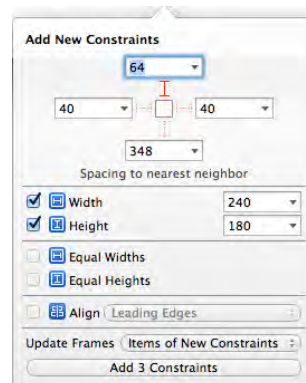 Add New Constraints
64
40 40
348
Spacing to nearest neighbor
Width 240
Height 180
Equal Widths
Equal Heights
Align Leading Edges
Update Frames Items of New Constraints
Add 3 Constraints